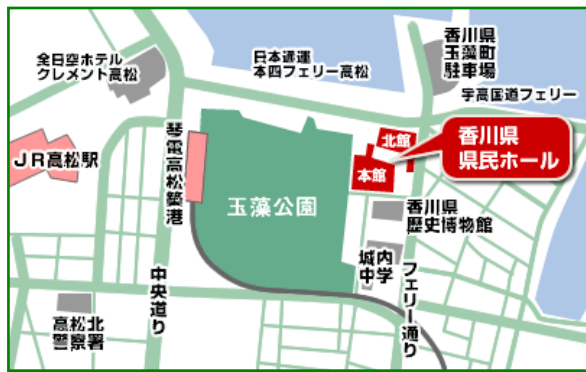 全日空ホテル
クレメント高松
日本通運
本四フェリー高松
香川県
玉藻町
駐車場
宇高国道フェリー
JR高松駅
琴電高松築港
玉藻公園
北館
本館
香川県
県民ホール
香川県
歴史博物館
城内
中学
中央通り
フェリー通り
高松北
警察署